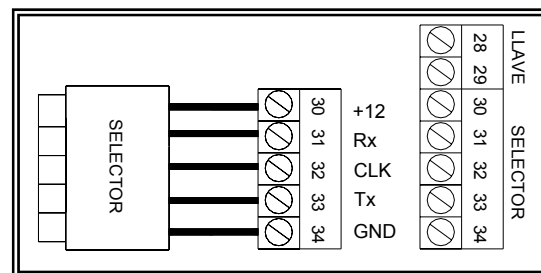 SELECTOR
30 +12
31 Rx
32 CLK
33 Tx
34 GND
28
29
30
31
32
33
34
LLAVE
SELECTOR